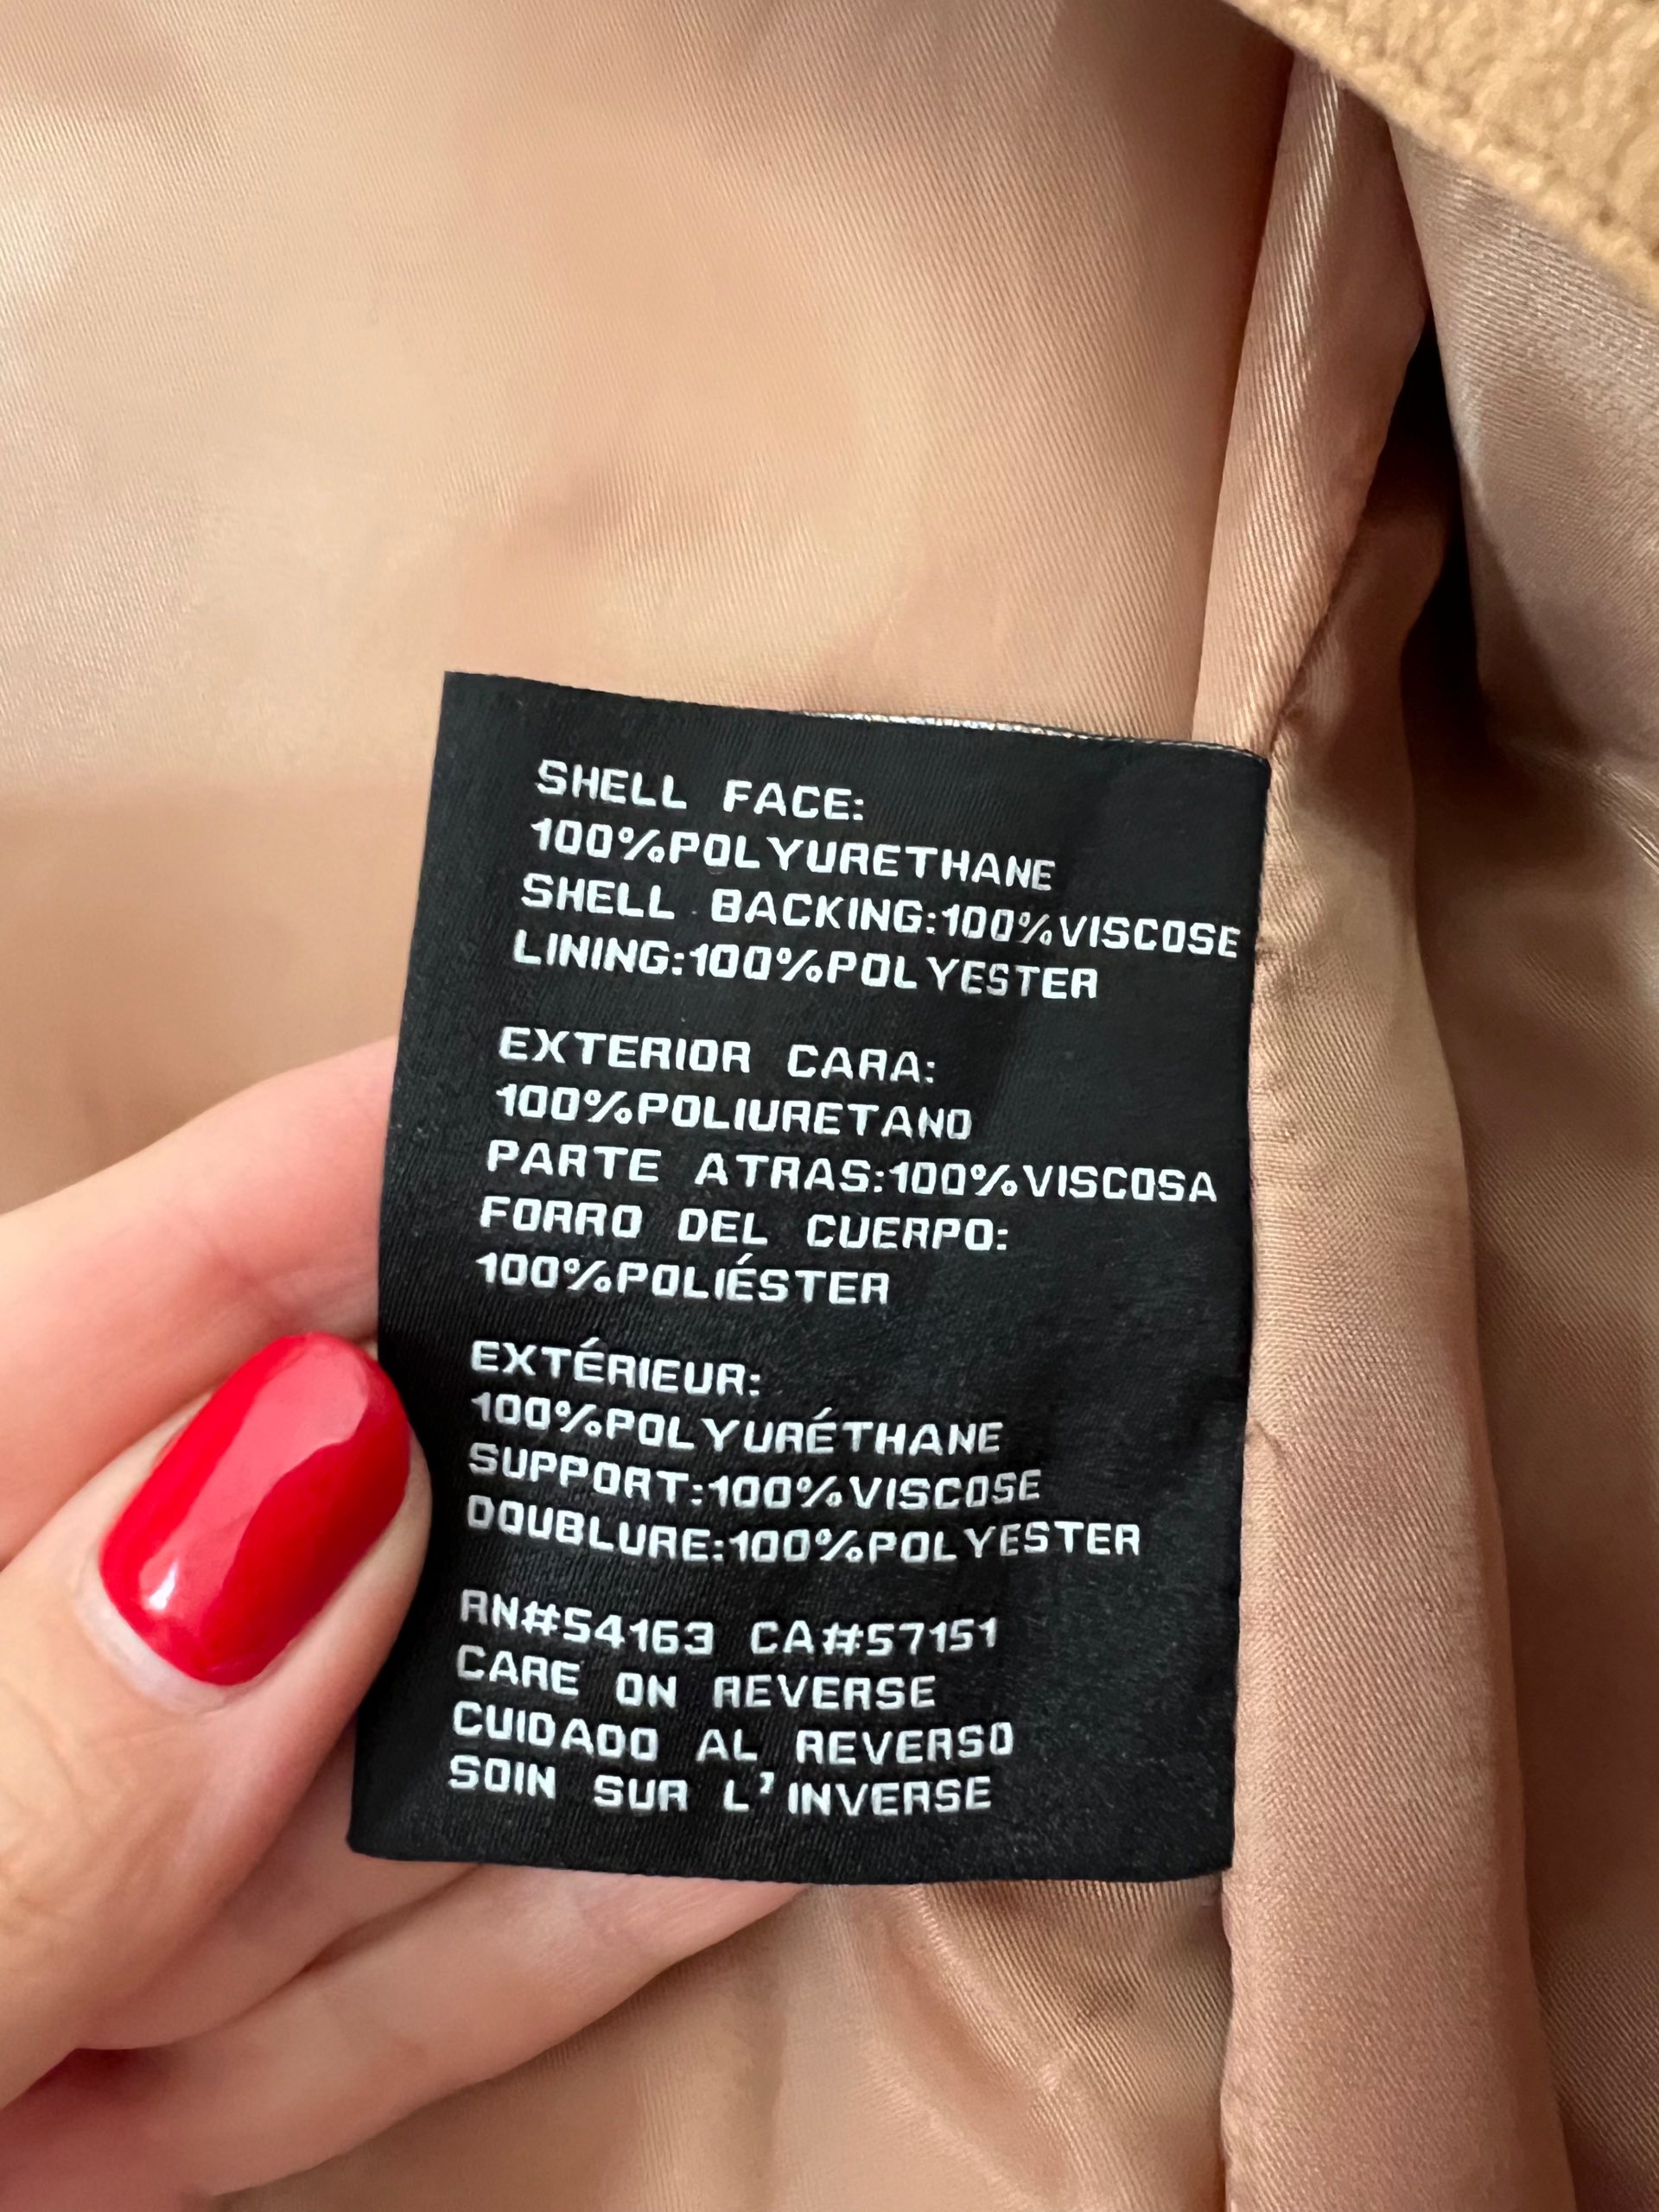 SHELL FACE:
100%POLYURETHANE
SHELL BACKING:100%VISCOSE
LINING:100%POLYESTER
EXTERIOR CARA:
100%POLIURETANO
PARTE ATRAS:100%VISCOSA
FORRO DEL CUERPO:
100%POLIÉSTER
EXTÉRIEUR:
100%POLYURÉTHANE
SUPPORT:100%VISCOSE
DOUBLURE:100%POLYESTER
RN#54163 CA#57151
CARE ON REVERSE
CUIDADO AL REVERSO
SOIN SUR L'INVERSE